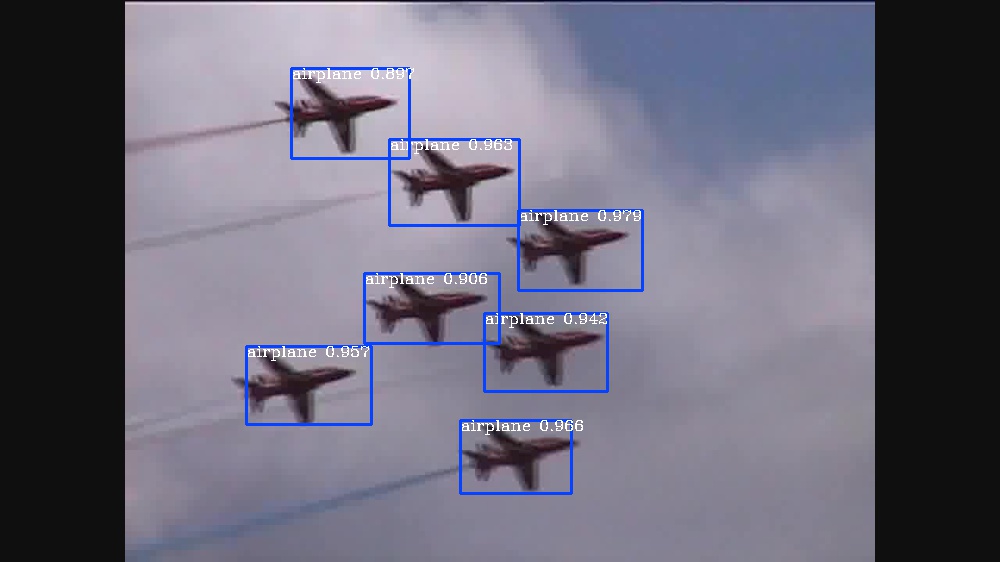 airplane 0.897
airplane 0.963
airplane 0.979
airplane 0.906
airplane 0.942
airplane 0.957
airplane 0.966